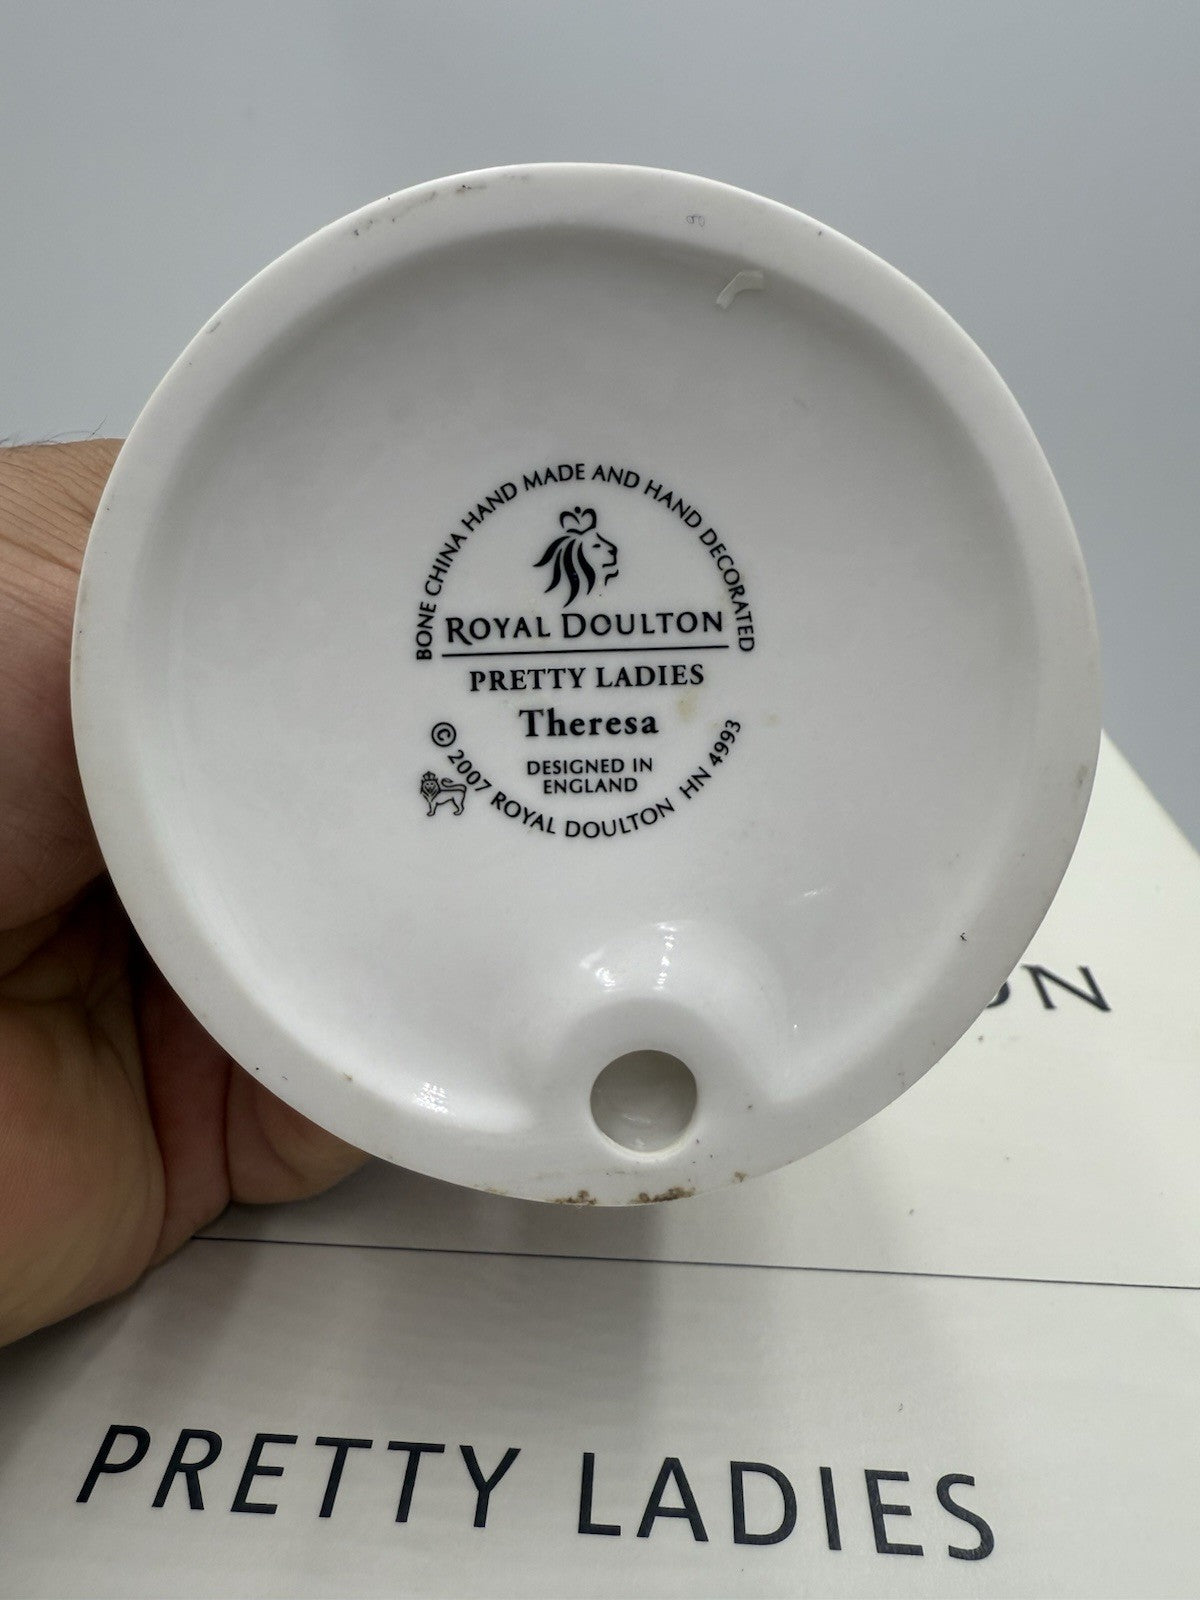 BONE CHINA HAND MADE AND HAND DECORATED
ROYAL DOULTON
PRETTY LADIES
Theresa
DESIGNED IN
ENGLAND
© 2007 ROYAL DOULTON HN 4993
PRETTY LADIES